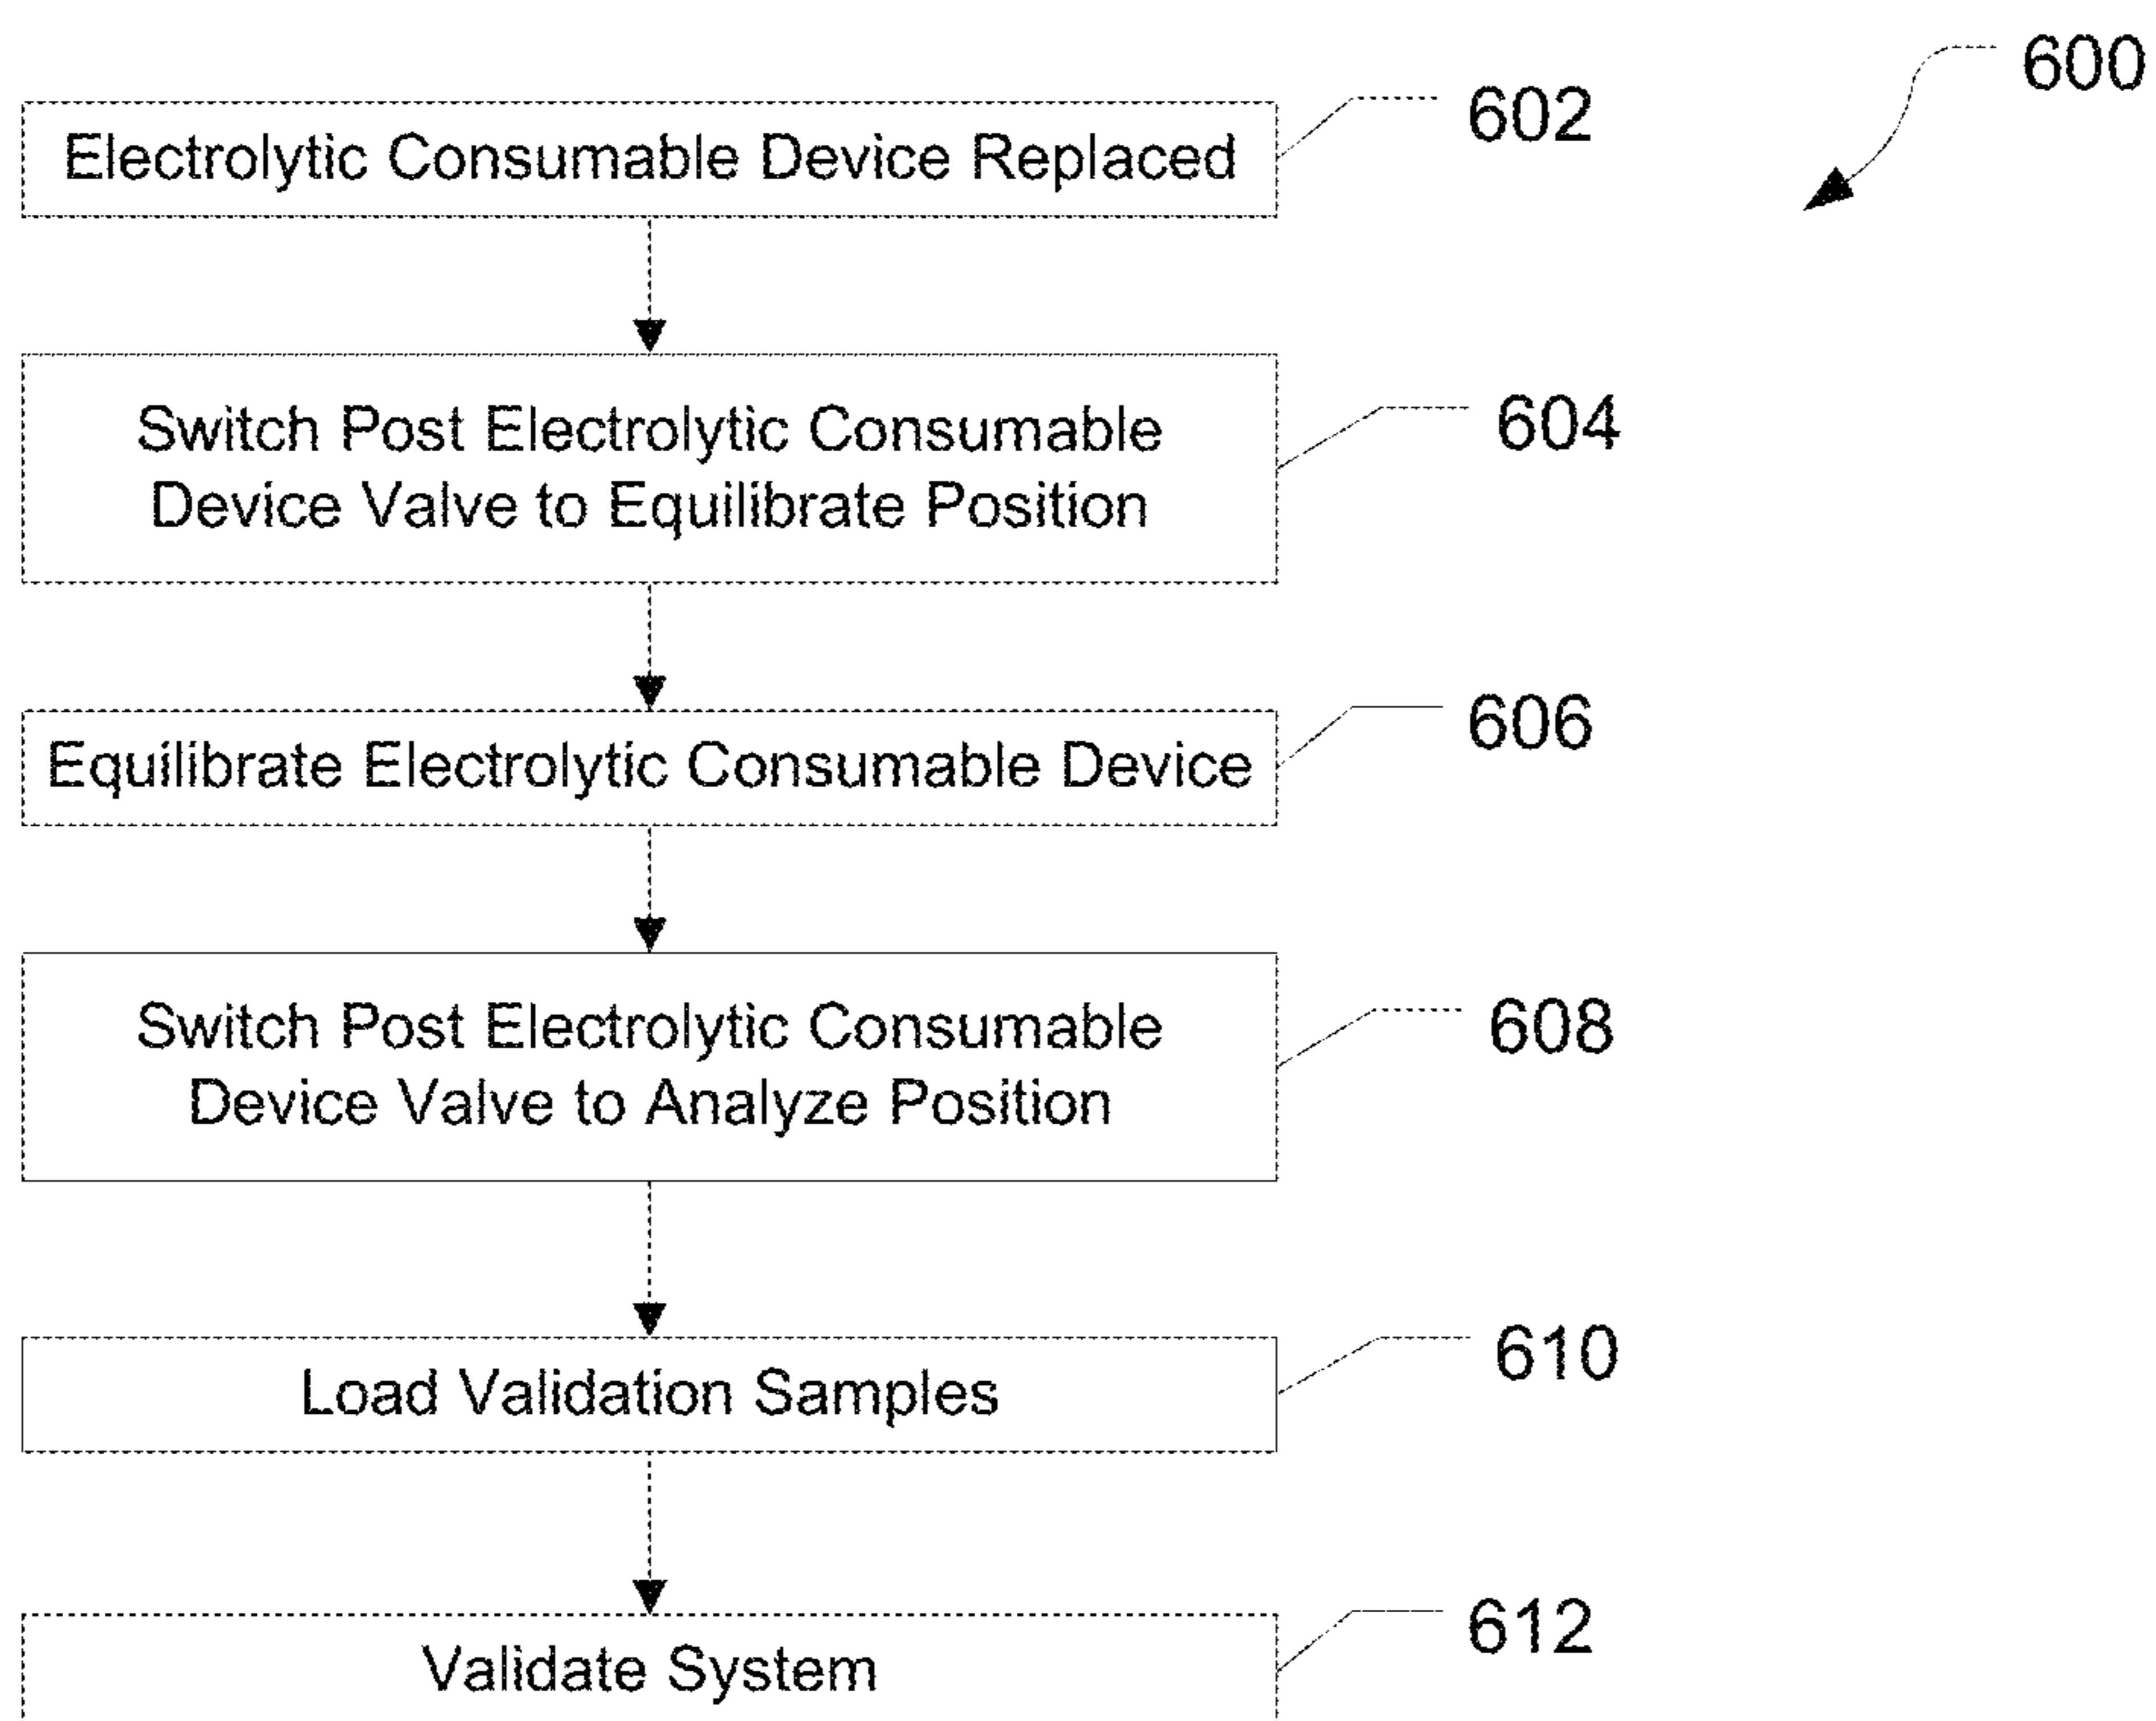 600
Electrolytic Consumable Device Replaced
602
Switch Post Electrolytic Consumable
Device Valve to Equilibrate Position
604
Equilibrate Electrolytic Consumable Device
606
Switch Post Electrolytic Consumable
Device Valve to Analyze Position
608
Load Validation Samples
610
Validate System
612